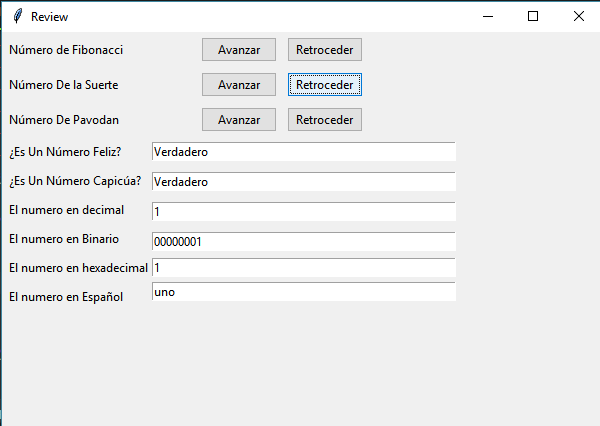 Review
Número de Fibonacci Avanzar Retroceder
Número De la Suerte Avanzar Retroceder
Número De Pavodan Avanzar Retroceder
¿Es Un Número Feliz? Verdadero
¿Es Un Número Capicúa? Verdadero
El numero en decimal 1
El numero en Binario 00000001
El numero en hexadecimal 1
El numero en Español uno